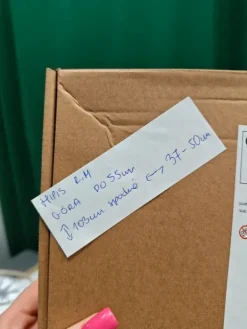 HIPIS R.M
GÓRA DO 55cm
↕ 103cm spodnie ↔ 37-50cm